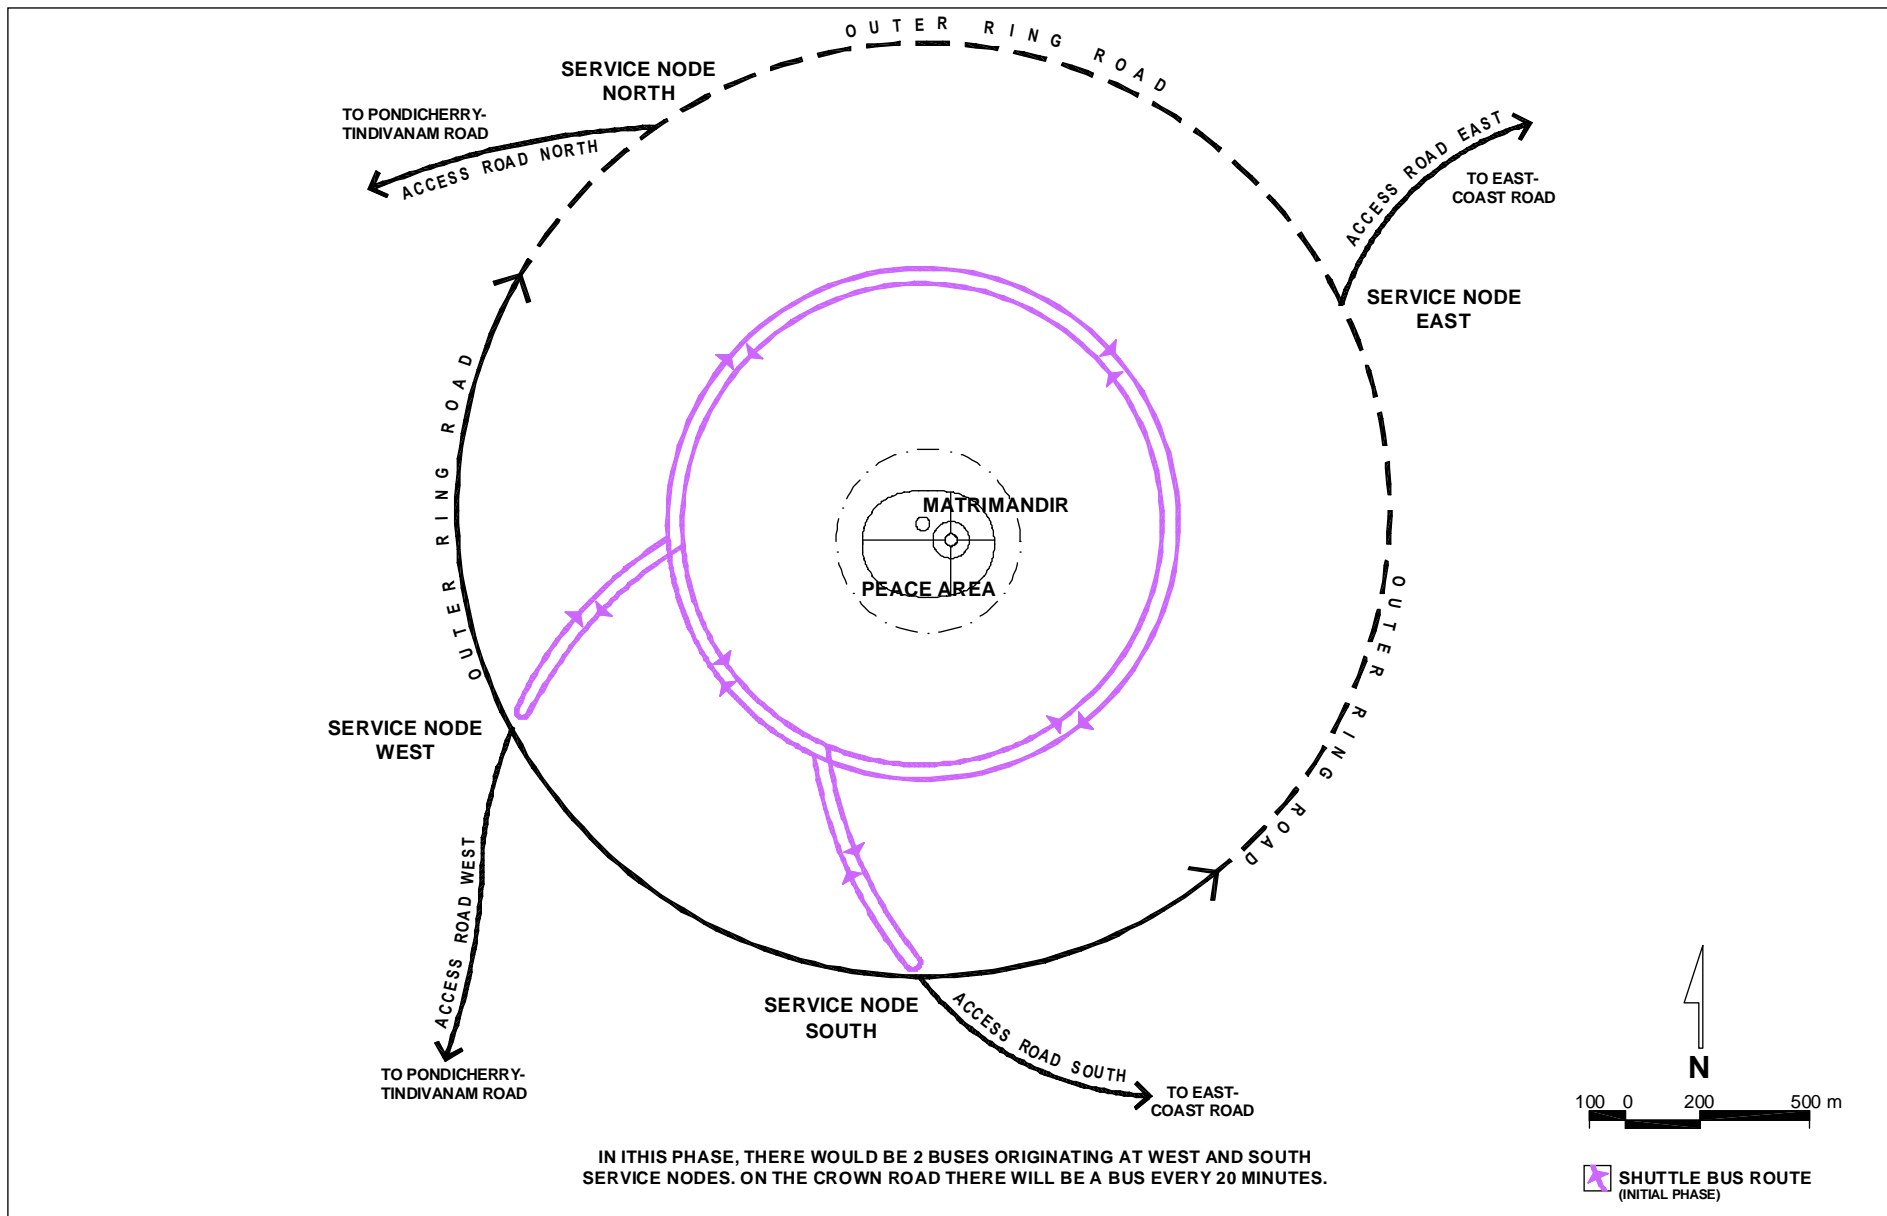 OUTER RING ROAD
SERVICE NODE
NORTH
TO PONDICHERRY-
TINDIVANAM ROAD
ACCESS ROAD NORTH
ACCESS ROAD EAST
TO EAST-
COAST ROAD
SERVICE NODE
EAST
OUTER RING ROAD
MATRIMANDIR
PEACE AREA
OUTER RING ROAD
SERVICE NODE
WEST
ACCESS ROAD WEST
TO PONDICHERRY-
TINDIVANAM ROAD
SERVICE NODE
SOUTH
ACCESS ROAD SOUTH
TO EAST-
COAST ROAD
N
100 0 200 500 m
IN ITHIS PHASE, THERE WOULD BE 2 BUSES ORIGINATING AT WEST AND SOUTH
SERVICE NODES. ON THE CROWN ROAD THERE WILL BE A BUS EVERY 20 MINUTES.
SHUTTLE BUS ROUTE
(INITIAL PHASE)